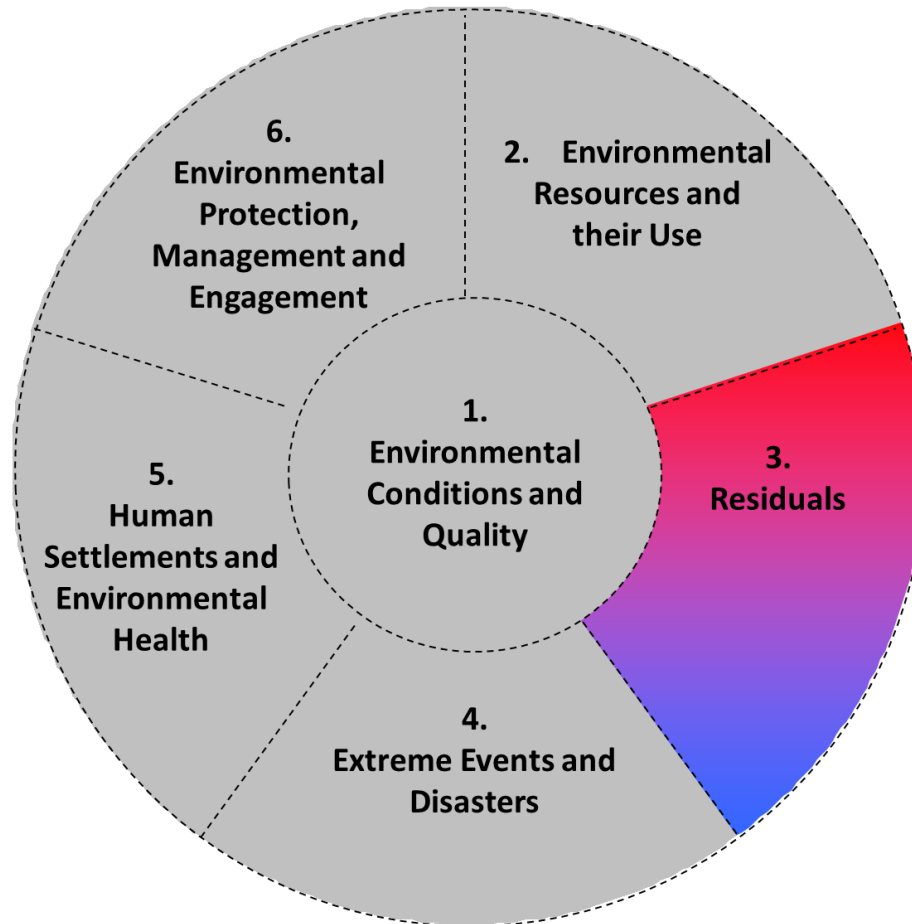 1.
Environmental
Conditions and
Quality
2. Environmental
Resources and
their Use
3.
Residuals
4.
Extreme Events and
Disasters
5.
Human
Settlements and
Environmental
Health
6.
Environmental
Protection,
Management and
Engagement